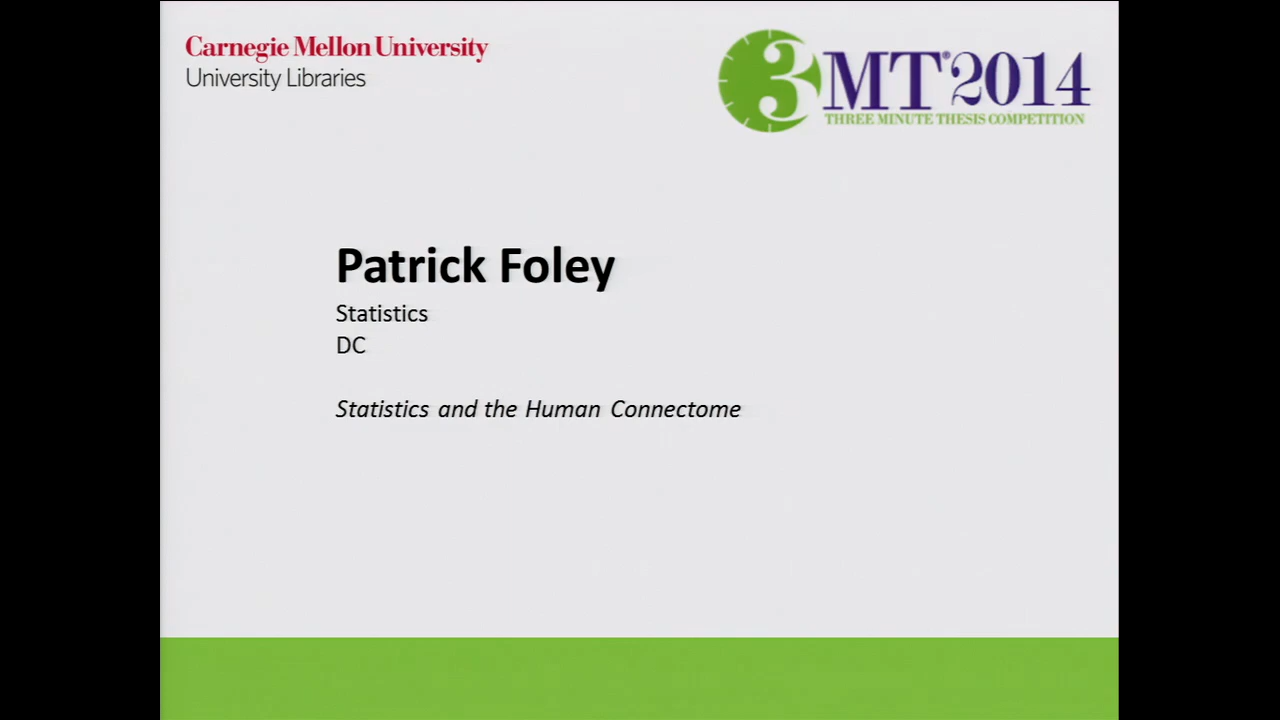 Carnegie Mellon University
University Libraries
3MT® 2014
THREE MINUTE THESIS COMPETITION
Patrick Foley
Statistics
DC
Statistics and the Human Connectome